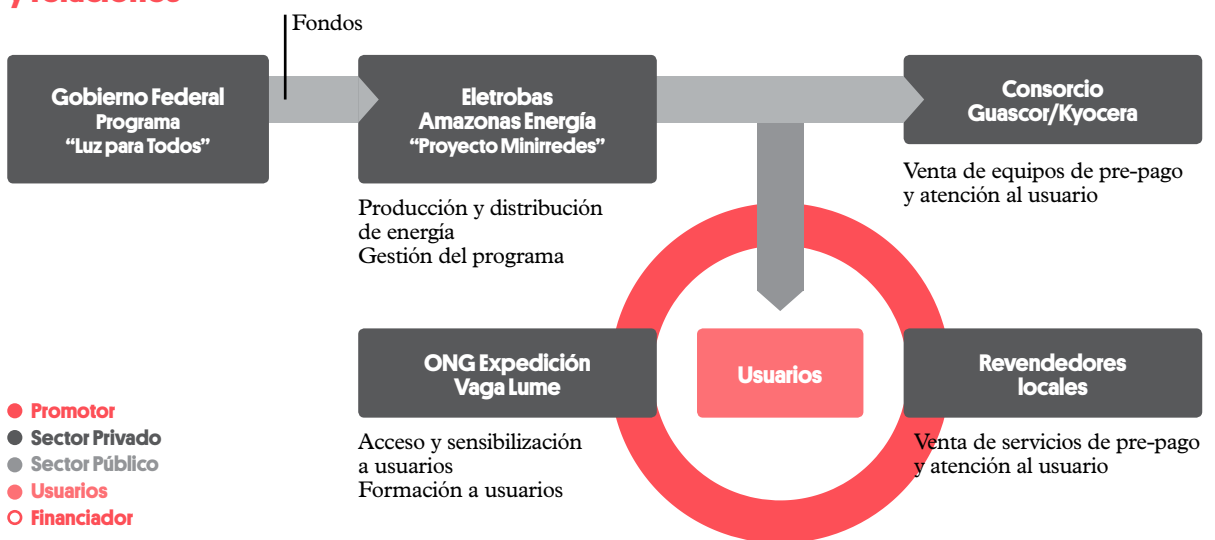 y relaciones
Fondos
Gobierno Federal
Programa
“Luz para Todos”
Eletrobas
Amazonas Energía
“Proyecto Minirredes”
Consorcio
Guascor/Kyocera
Producción y distribución
de energía
Gestión del programa
Venta de equipos de pre-pago
y atención al usuario
ONG Expedición
Vaga Lume
Usuarios
Revendedores
locales
Acceso y sensibilización
a usuarios
Formación a usuarios
Venta de servicios de pre-pago
y atención al usuario
Promotor
Sector Privado
Sector Público
Usuarios
Financiador